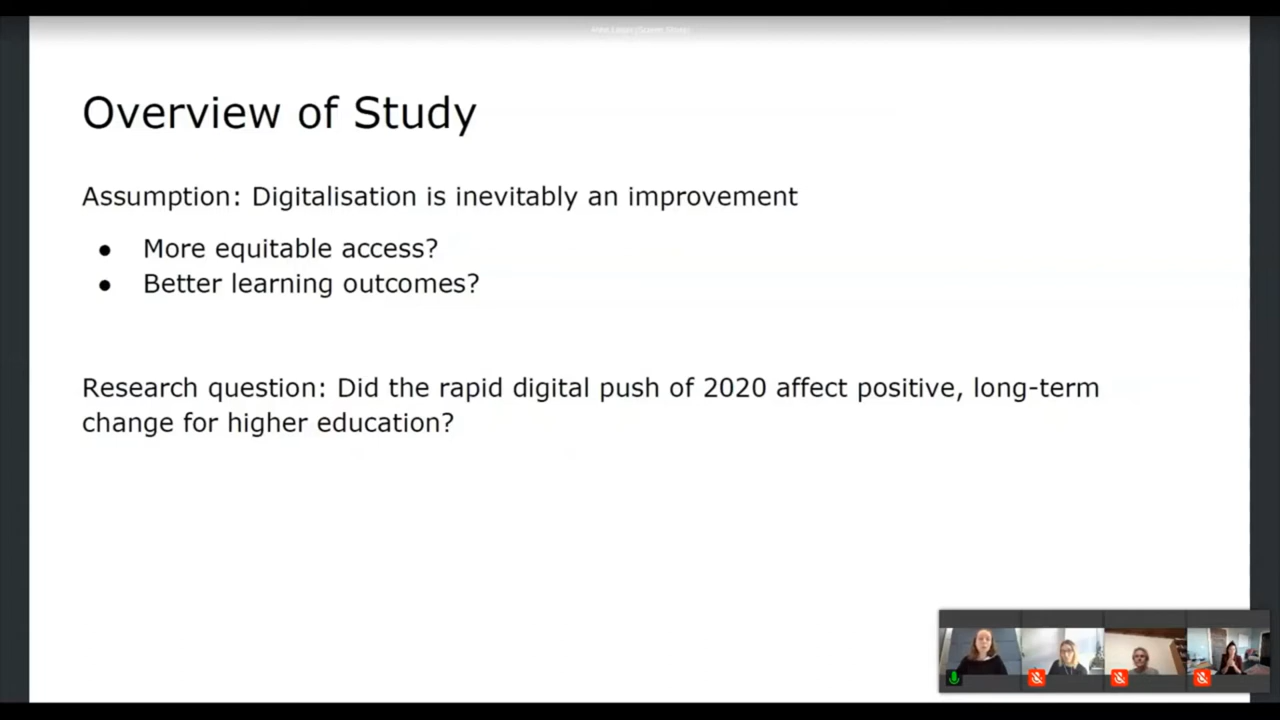 Overview of Study
Assumption: Digitalisation is inevitably an improvement
● More equitable access?
● Better learning outcomes?
Research question: Did the rapid digital push of 2020 affect positive, long-term
change for higher education?